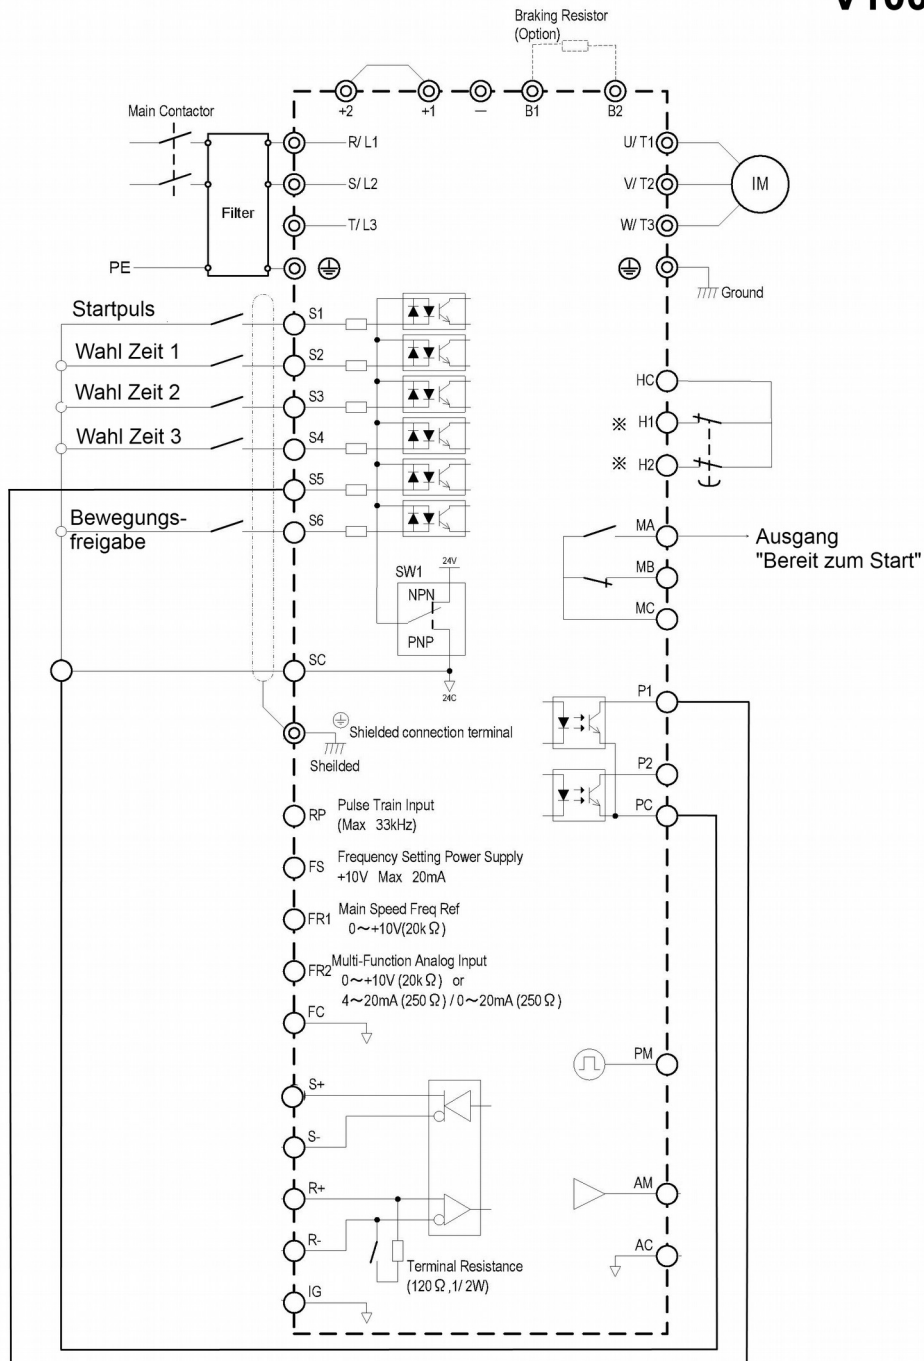 V100
Braking Resistor
(Option)
+2
+1
—
B1
B2
Main Contactor
R/ L1
U/ T1
S/ L2
V/ T2
IM
Filter
T/ L3
W/ T3
PE
Ground
Startpuls
S1
Wahl Zeit 1
S2
Wahl Zeit 2
S3
Wahl Zeit 3
S4
S5
Bewegungs-
freigabe
S6
HC
※ H1
※ H2
MA
Ausgang
"Bereit zum Start"
MB
MC
SW1
24V
NPN
PNP
SC
24C
P1
Shielded connection terminal
Sheilded
P2
PC
RP
Pulse Train Input
(Max 33kHz)
FS
Frequency Setting Power Supply
+10V Max 20mA
FR1
Main Speed Freq Ref
0～+10V(20kΩ)
FR2
Multi-Function Analog Input
0～+10V (20kΩ) or
4～20mA (250Ω) / 0～20mA (250Ω)
FC
PM
S+
S-
R+
AM
R-
AC
Terminal Resistance
(120Ω,1/2W)
IG